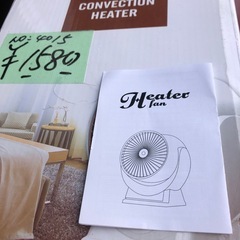 CONVECTION
HEATER
¥1580
Heater
fan